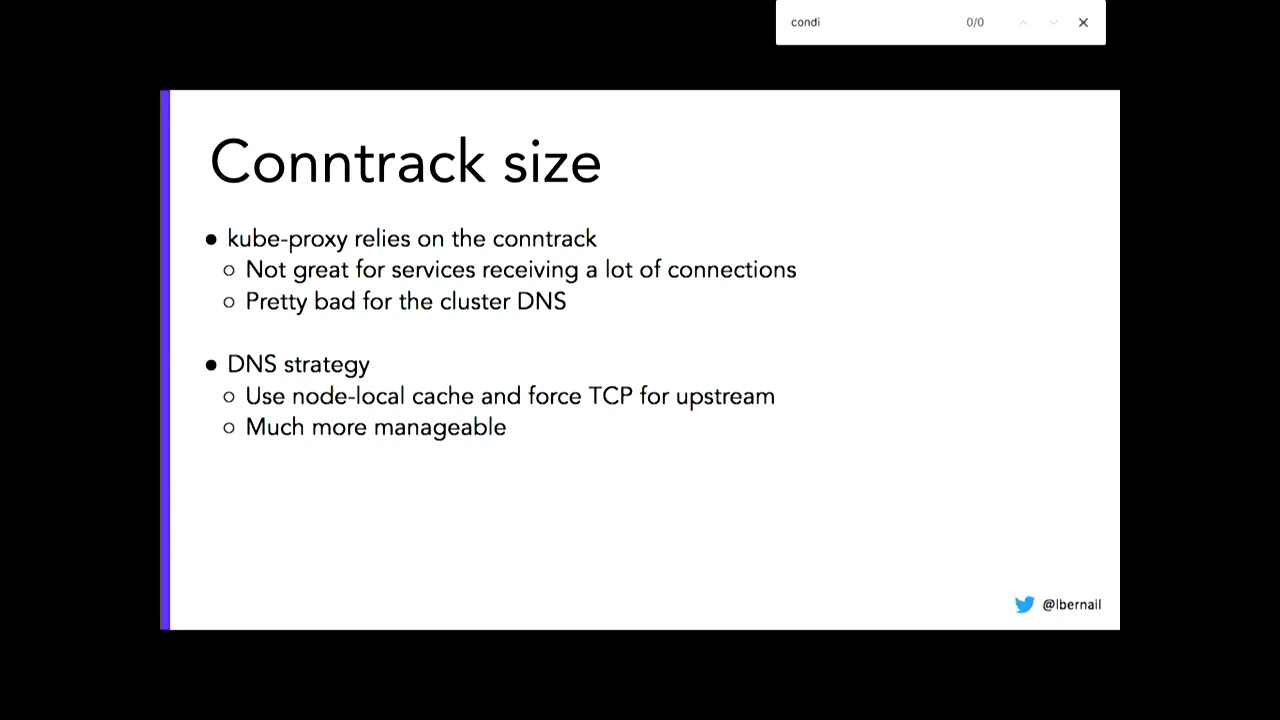 condi
0/0
Conntrack size
● kube-proxy relies on the conntrack
○ Not great for services receiving a lot of connections
○ Pretty bad for the cluster DNS
● DNS strategy
○ Use node-local cache and force TCP for upstream
○ Much more manageable
@lbernail